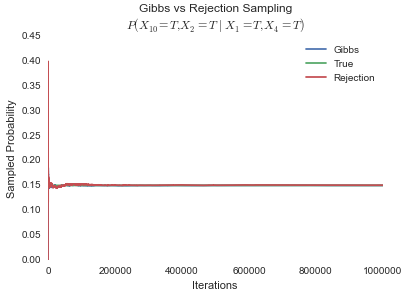 Gibbs vs Rejection Sampling
P(X₁₀ = T, X₂ = T | X₁ = T, X₄ = T)
0.45
0.40
0.35
0.30
0.25
0.20
0.15
0.10
0.05
0.00
Sampled Probability
Gibbs
True
Rejection
0 200000 400000 600000 800000 1000000
Iterations